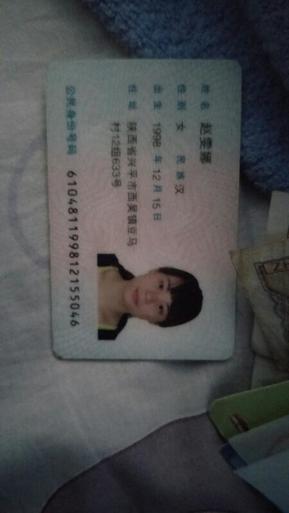 姓名 赵雯娜
性别 女 民族 汉
出生 1998 年 12 月 15 日
住址 陕西省兴平市西吴镇豆马
村12组633号
公民身份号码 610481199812155046